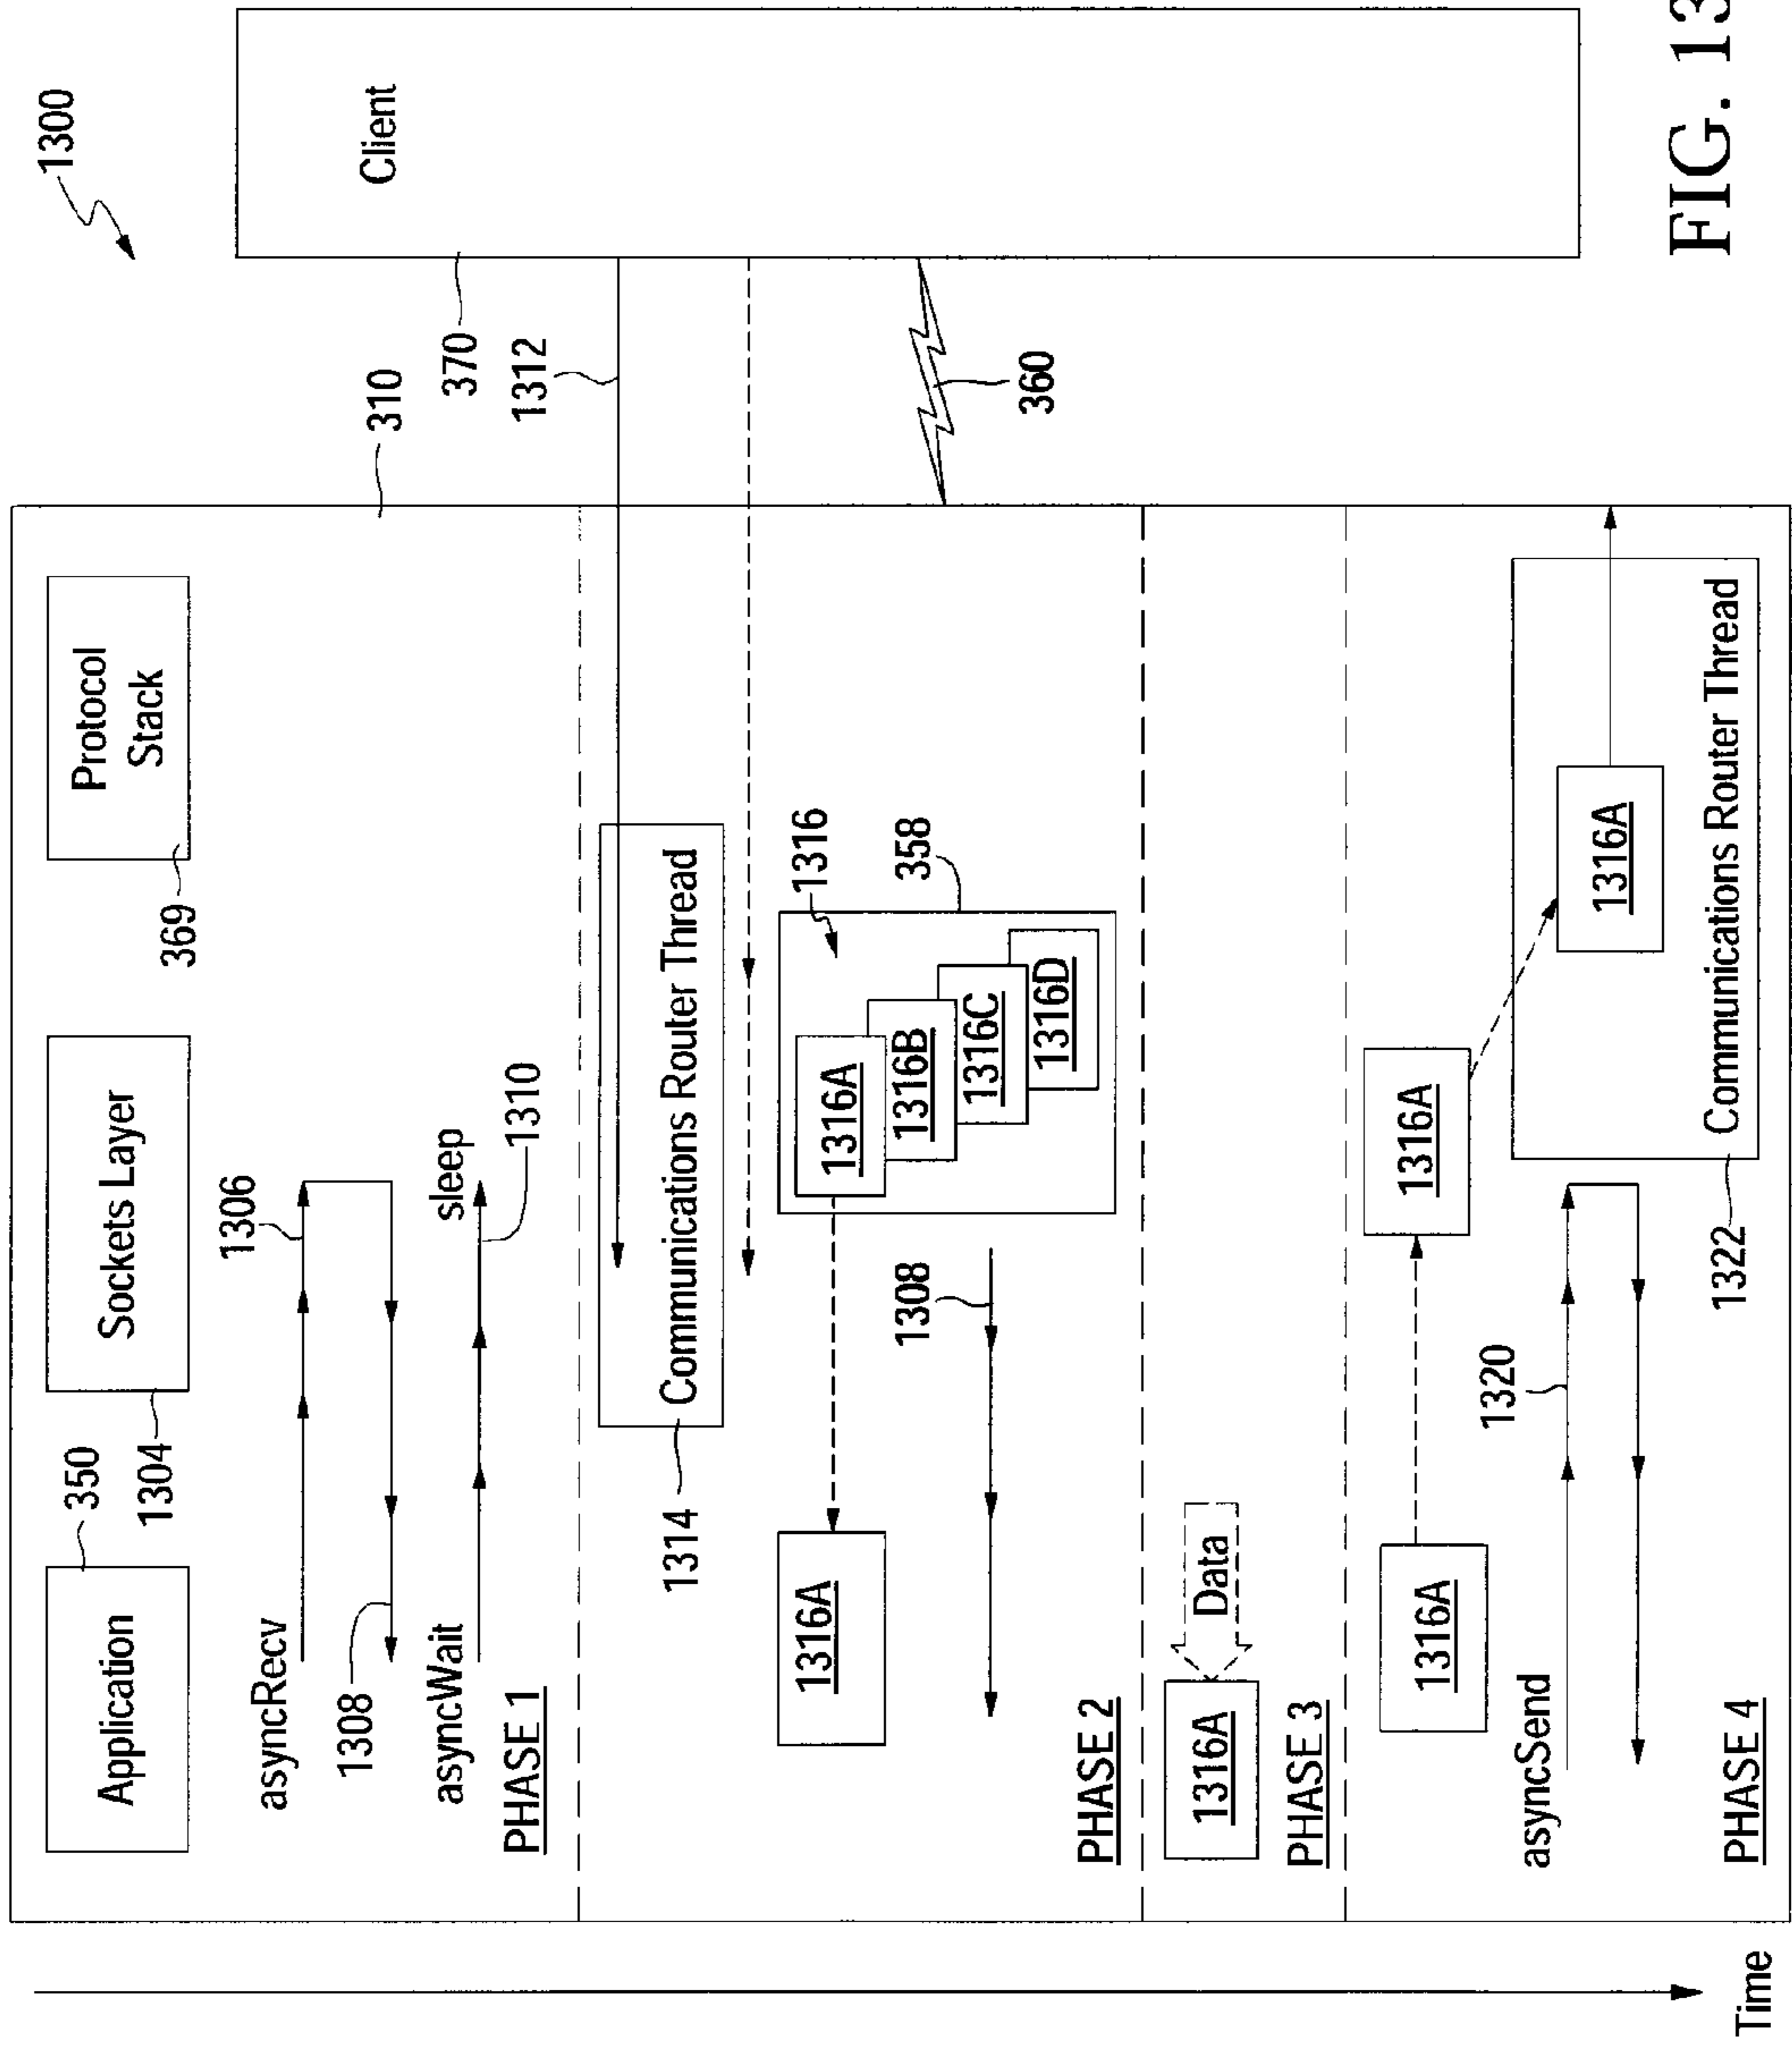 1300
Client
310
370
1312
360
Application
Sockets Layer
Protocol
Stack
350
1304
369
asyncRecv
1306
1308
asyncWait
sleep
1310
PHASE 1
Communications Router Thread
1314
1316
358
1316A
1316A
1316B
1316C
1316D
1308
PHASE 2
1316A
Data
PHASE 3
1316A
1316A
1316A
asyncSend
1320
Communications Router Thread
1322
PHASE 4
Time
FIG. 13